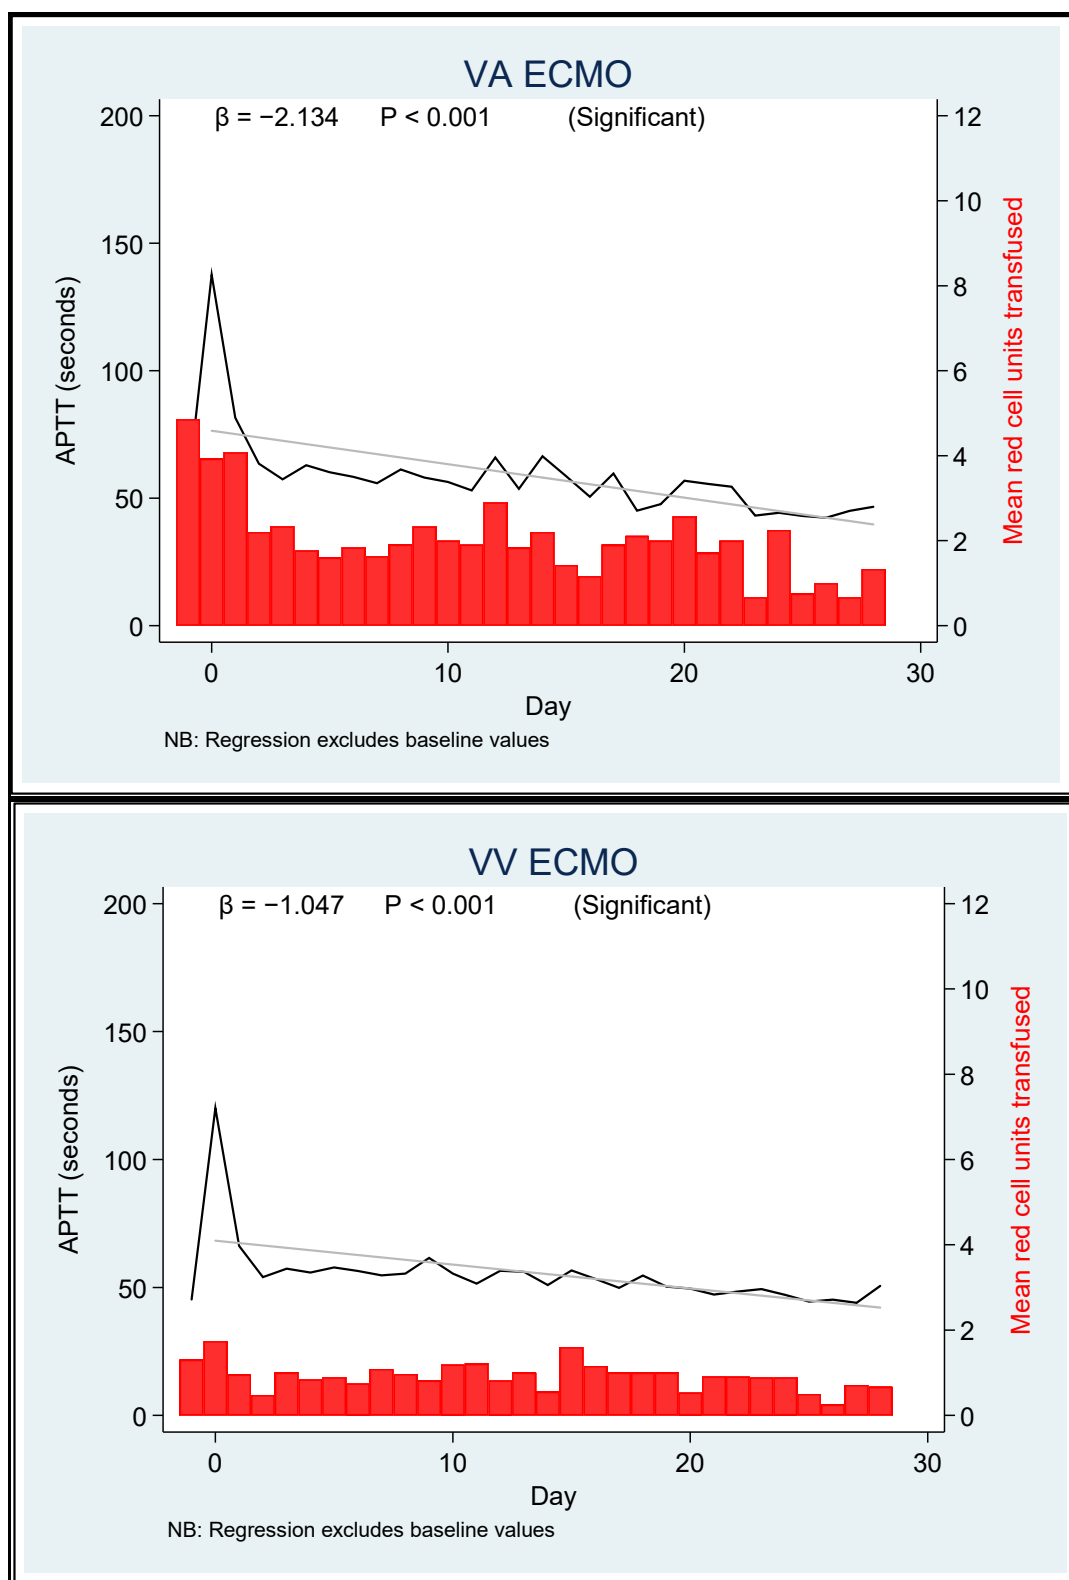 VA ECMO
β = −2.134 P < 0.001 (Significant)
200
150
100
50
0
APTT (seconds)
12
10
8
6
4
2
0
Mean red cell units transfused
0 10 20 30
Day
NB: Regression excludes baseline values
VV ECMO
β = −1.047 P < 0.001 (Significant)
200
150
100
50
0
APTT (seconds)
12
10
8
6
4
2
0
Mean red cell units transfused
0 10 20 30
Day
NB: Regression excludes baseline values